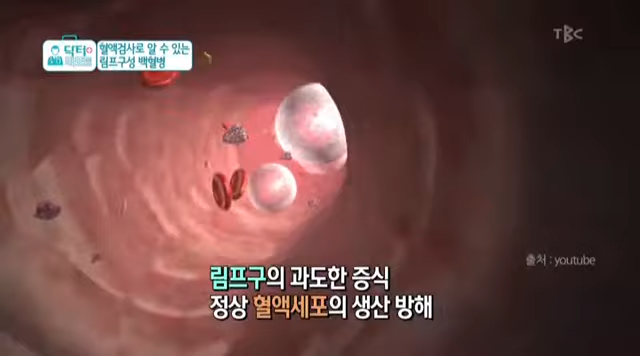 TBC
닥터
혈액검사로 알 수 있는
림프구성 백혈병
출처 : youtube
림프구의 과도한 증식
정상 혈액세포의 생산 방해